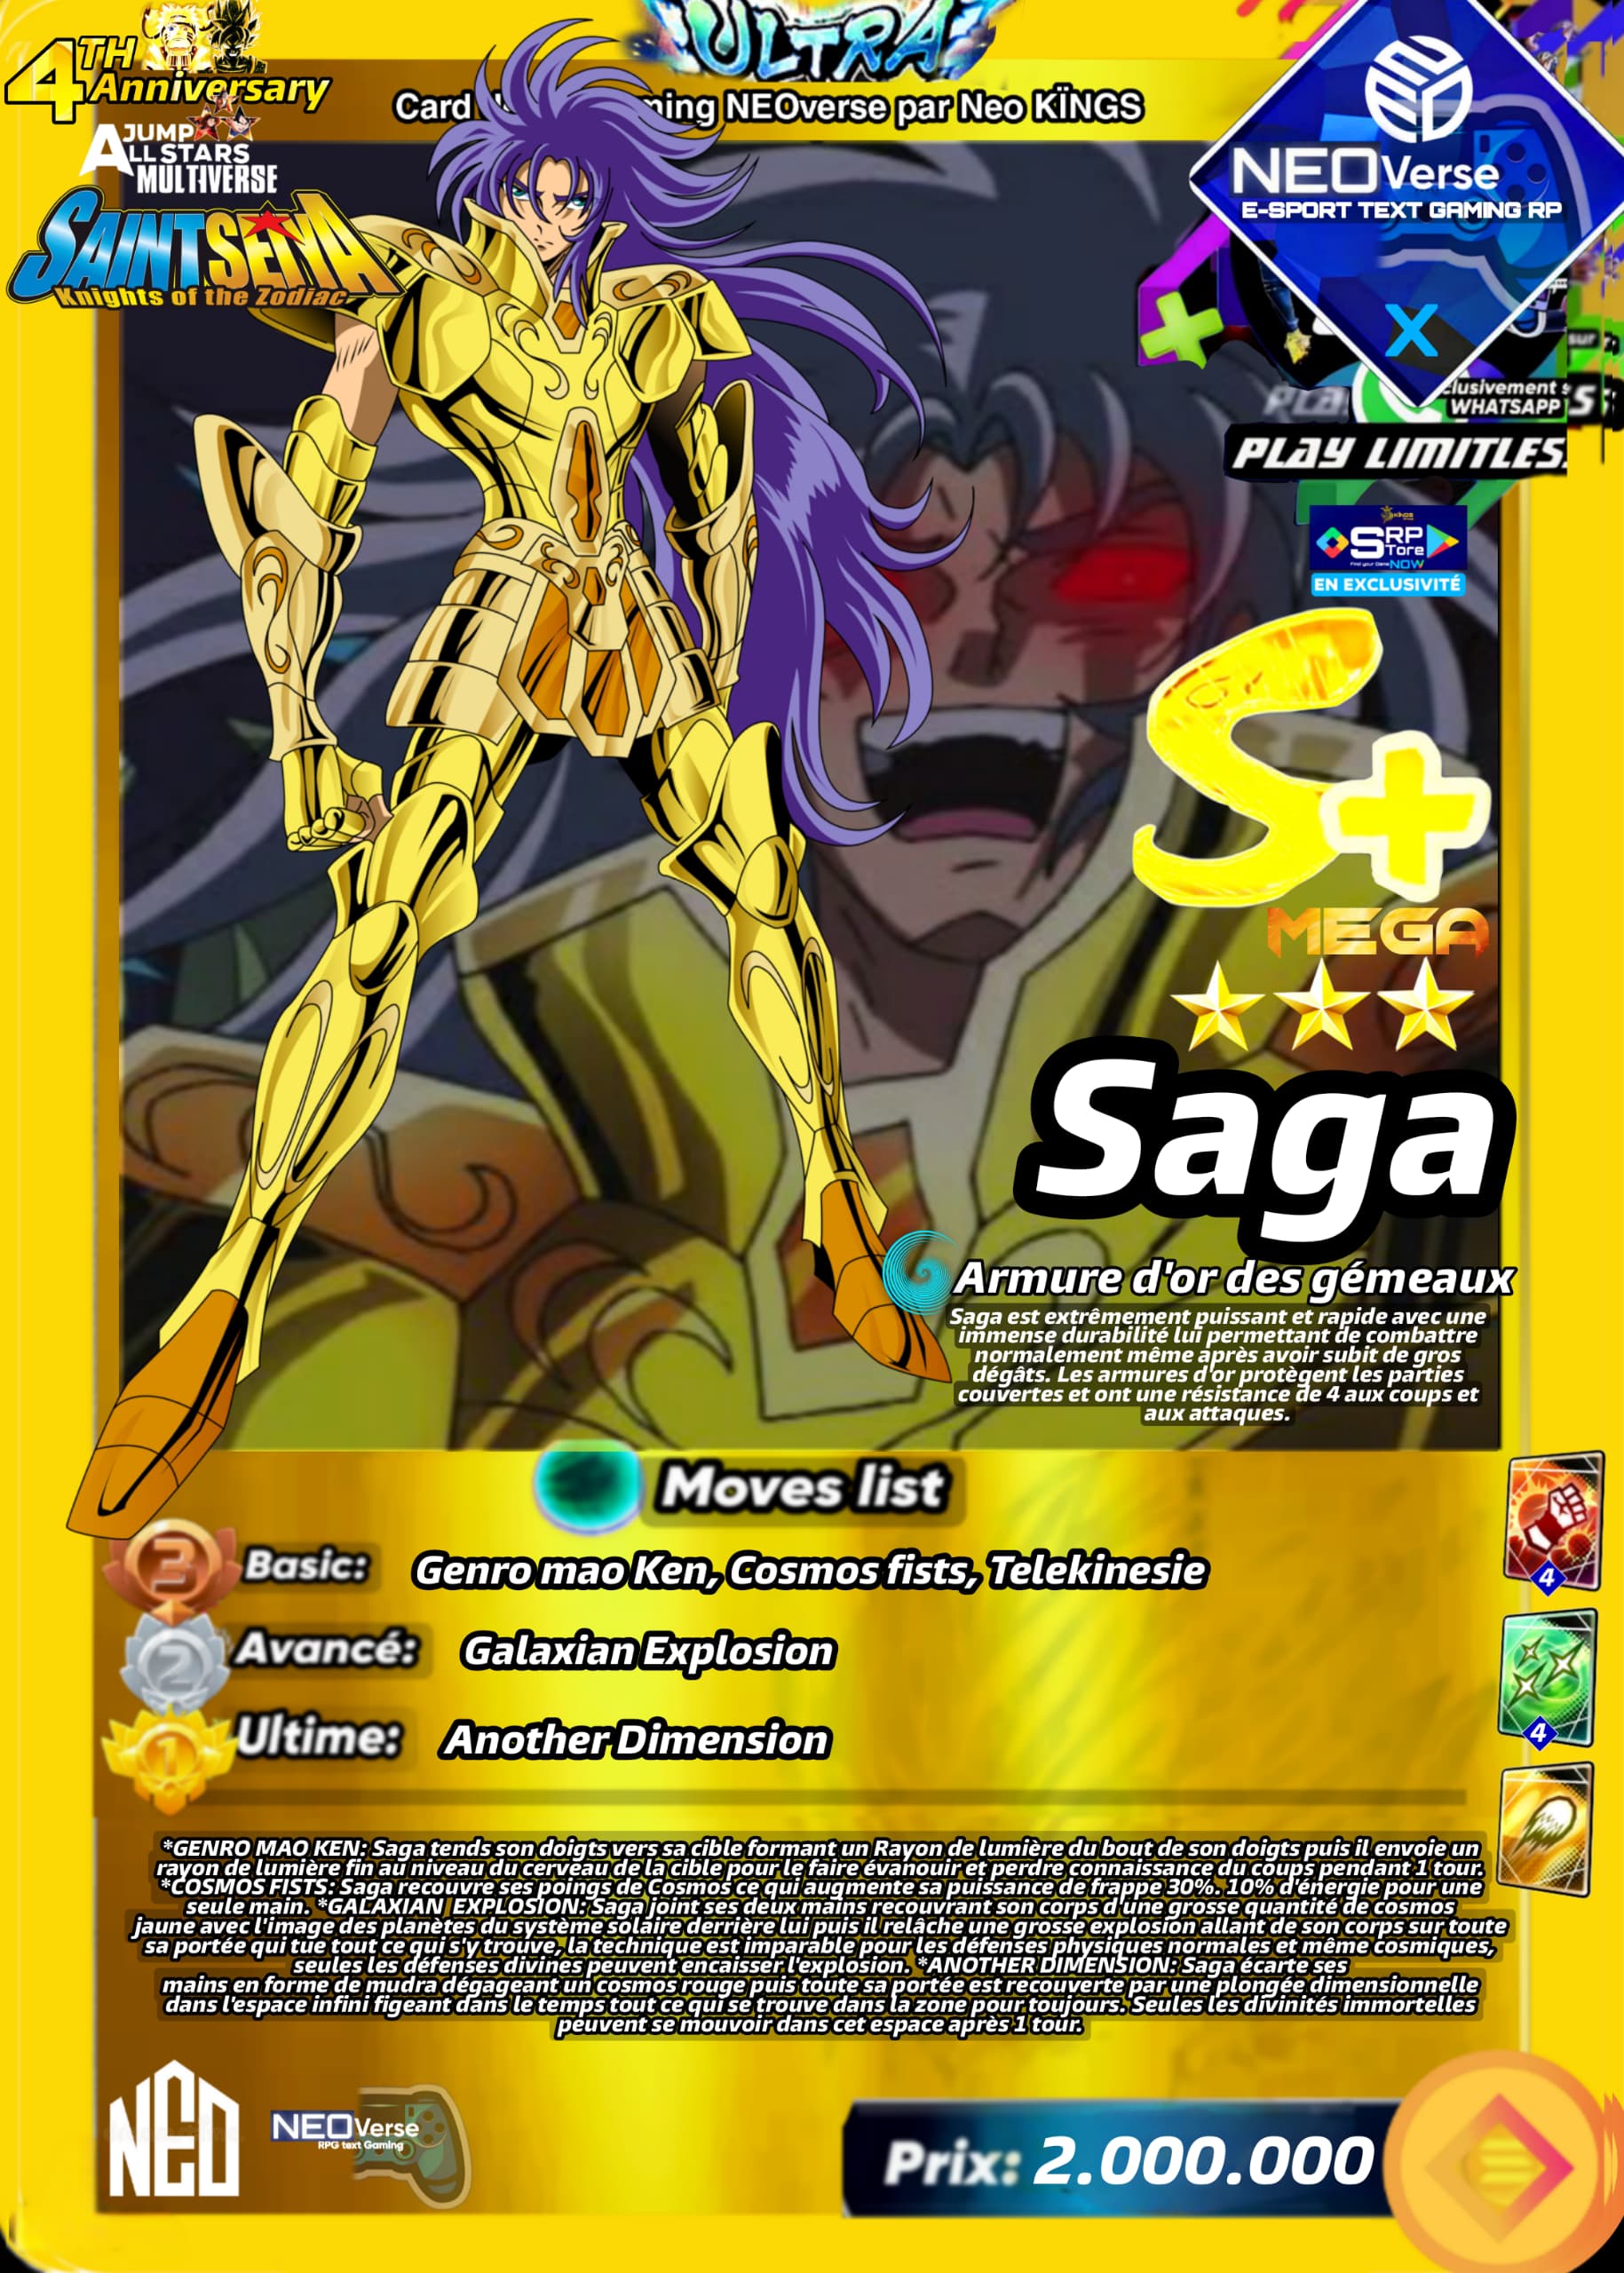 ULTRA
4TH
Anniversary
JUMP
ALL STARS
MULTIVERSE
SAINT SEIYA
Knights of the Zodiac
Card
ming NEOverse par Neo KÏNGS
NEOVerse
E-SPORT TEXT GAMING RP
X
sur
clusivement s
WHATSAPP
PLAY LIMITLES
SRP
Tore
Find your Game NOW
EN EXCLUSIVITÉ
S+
MEGA
Saga
Armure d'or des gémeaux
Saga est extrêmement puissant et rapide avec une
immense durabilité lui permettant de combattre
normalement même après avoir subit de gros
dégâts. Les armures d'or protègent les parties
couvertes et ont une résistance de 4 aux coups et
aux attaques.
Moves list
3 Basic: Genro mao Ken, Cosmos fists, Telekinesie
4
2 Avancé: Galaxian Explosion
4
1 Ultime: Another Dimension
*GENRO MAO KEN: Saga tends son doigts vers sa cible formant un Rayon de lumière du bout de son doigts puis il envoie un
rayon de lumière fin au niveau du cerveau de la cible pour le faire évanouir et perdre connaissance du coups pendant 1 tour.
*COSMOS FISTS: Saga recouvre ses poings de Cosmos ce qui augmente sa puissance de frappe 30%. 10% d'énergie pour une
seule main. *GALAXIAN EXPLOSION: Saga joint ses deux mains recouvrant son corps d'une grosse quantité de cosmos
jaune avec l'image des planètes du système solaire derrière lui puis il relâche une grosse explosion allant de son corps sur toute
sa portée qui tue tout ce qui s'y trouve, la technique est imparable pour les défenses physiques normales et même cosmiques,
seules les défenses divines peuvent encaisser l'explosion. *ANOTHER DIMENSION: Saga écarte ses
mains en forme de mudra dégageant un cosmos rouge puis toute sa portée est recouverte par une plongée dimensionnelle
dans l'espace infini figeant dans le temps tout ce qui se trouve dans la zone pour toujours. Seules les divinités immortelles
peuvent se mouvoir dans cet espace après 1 tour.
NEO
NEOVerse
RPG text Gaming
Prix: 2.000.000